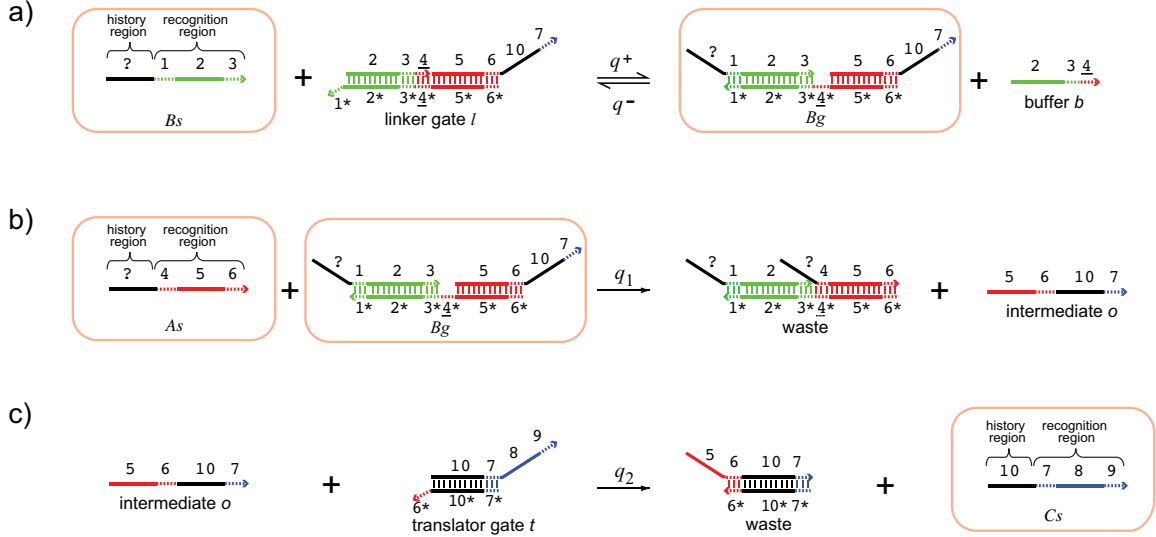 a)
history region
recognition region
? 1 2 3
Bs
+
2 3 4 5 6 10 7
1* 2* 3* 4* 5* 6*
linker gate l
q+
q-
? 1 2 3 5 6 10 7
1* 2* 3* 4* 5* 6*
Bg
+
2 3 4
buffer b
b)
history region
recognition region
? 4 5 6
As
+
? 1 2 3 5 6 10 7
1* 2* 3* 4* 5* 6*
Bg
q1
? 1 2 ? 4 5 6
1* 2* 3* 4* 5* 6*
waste
+
5 6 10 7
intermediate o
c)
5 6 10 7
intermediate o
+
10 7 8 9
6* 10* 7*
translator gate t
q2
5 6 10 7
6* 10* 7*
waste
+
history region
recognition region
10 7 8 9
Cs